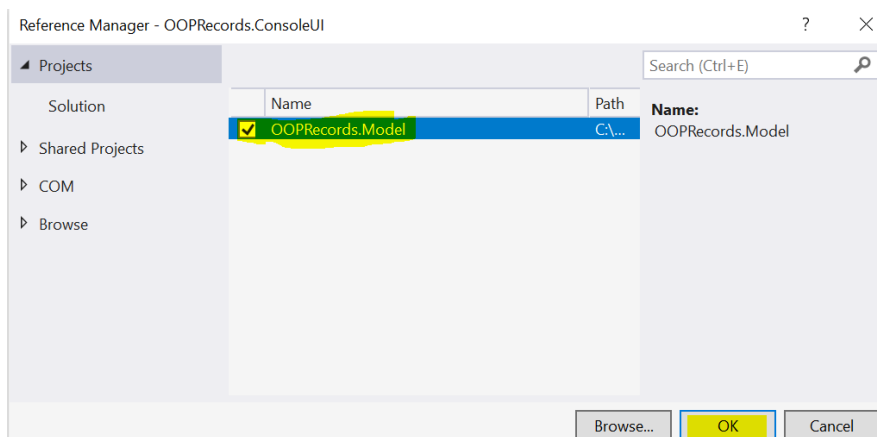 Reference Manager - OOPRecords.ConsoleUI ?
Projects
Search (Ctrl+E)
Solution
Name Path
Name:
OOPRecords.Model C:\...
OOPRecords.Model
Shared Projects
COM
Browse
Browse... OK Cancel